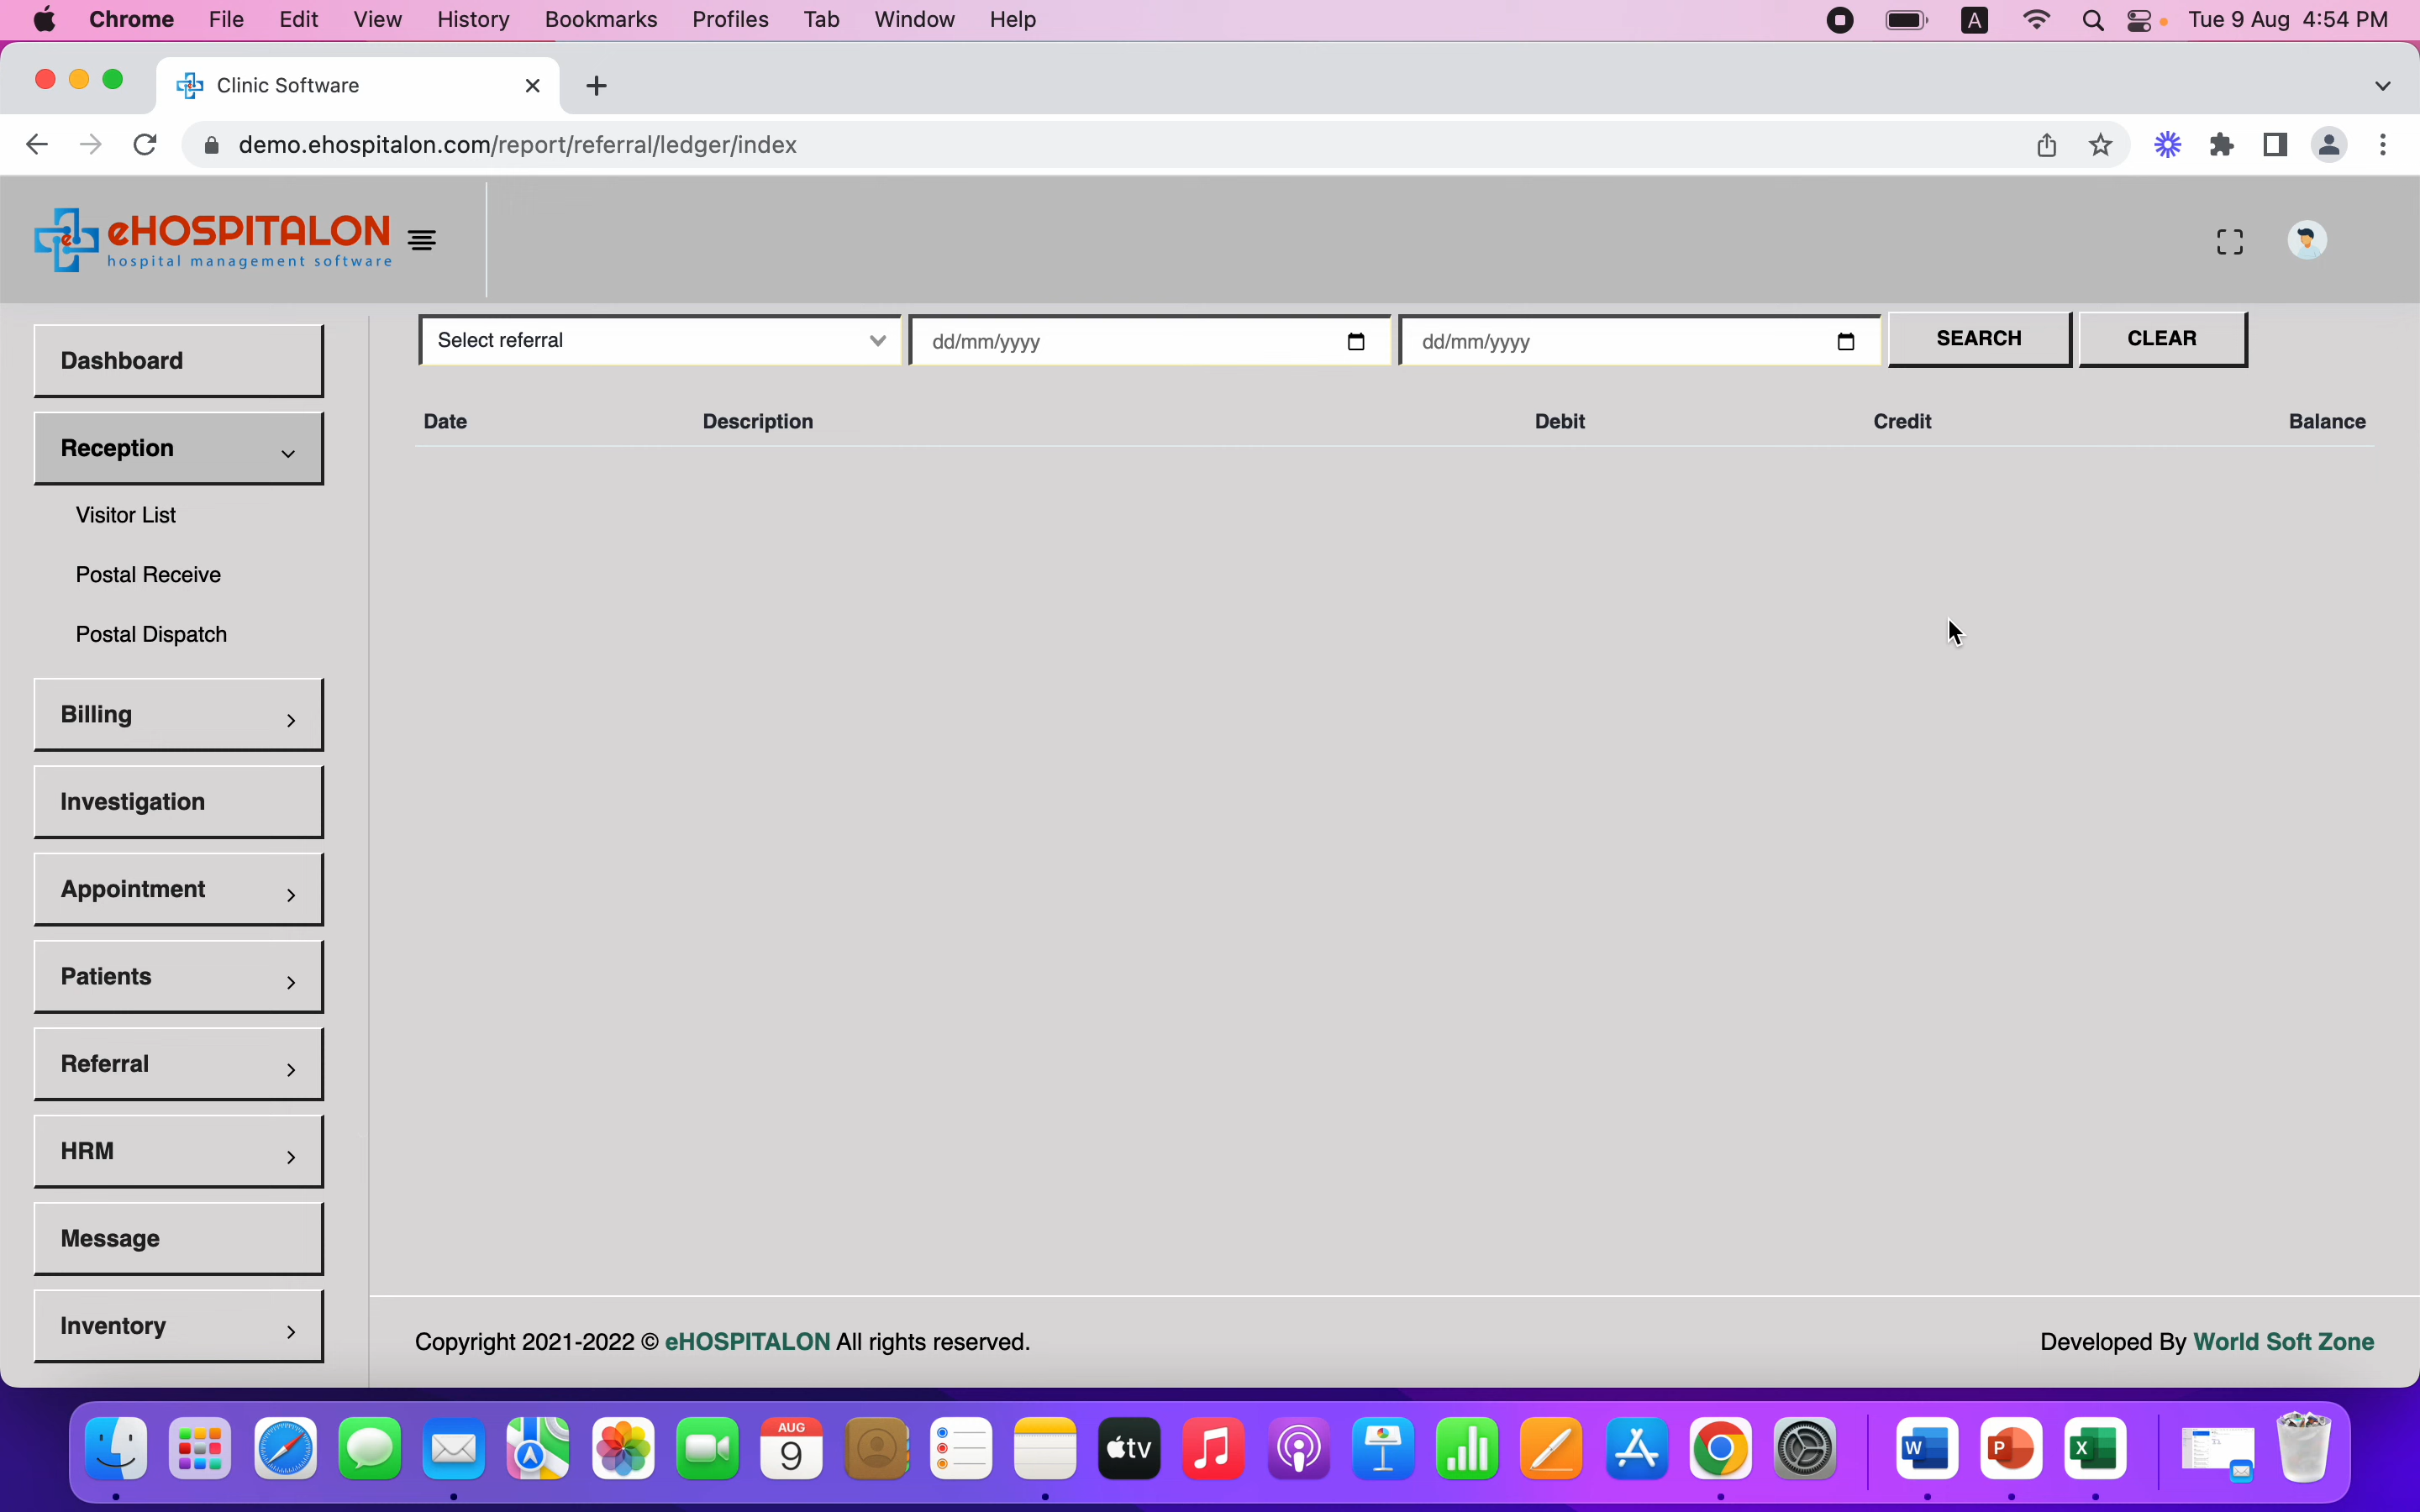 Chrome File Edit View History Bookmarks Profiles Tab Window Help A Tue 9 Aug 4:54 PM
Clinic Software
demo.ehospitalon.com/report/referral/ledger/index
eHOSPITALON
hospital management software
Select referral dd/mm/yyyy dd/mm/yyyy SEARCH CLEAR
Date Description Debit Credit Balance
Dashboard
Reception
Visitor List
Postal Receive
Postal Dispatch
Billing
Investigation
Appointment
Patients
Referral
HRM
Message
Inventory
Copyright 2021-2022 © eHOSPITALON All rights reserved. Developed By World Soft Zone
AUG
9
tv
W P X